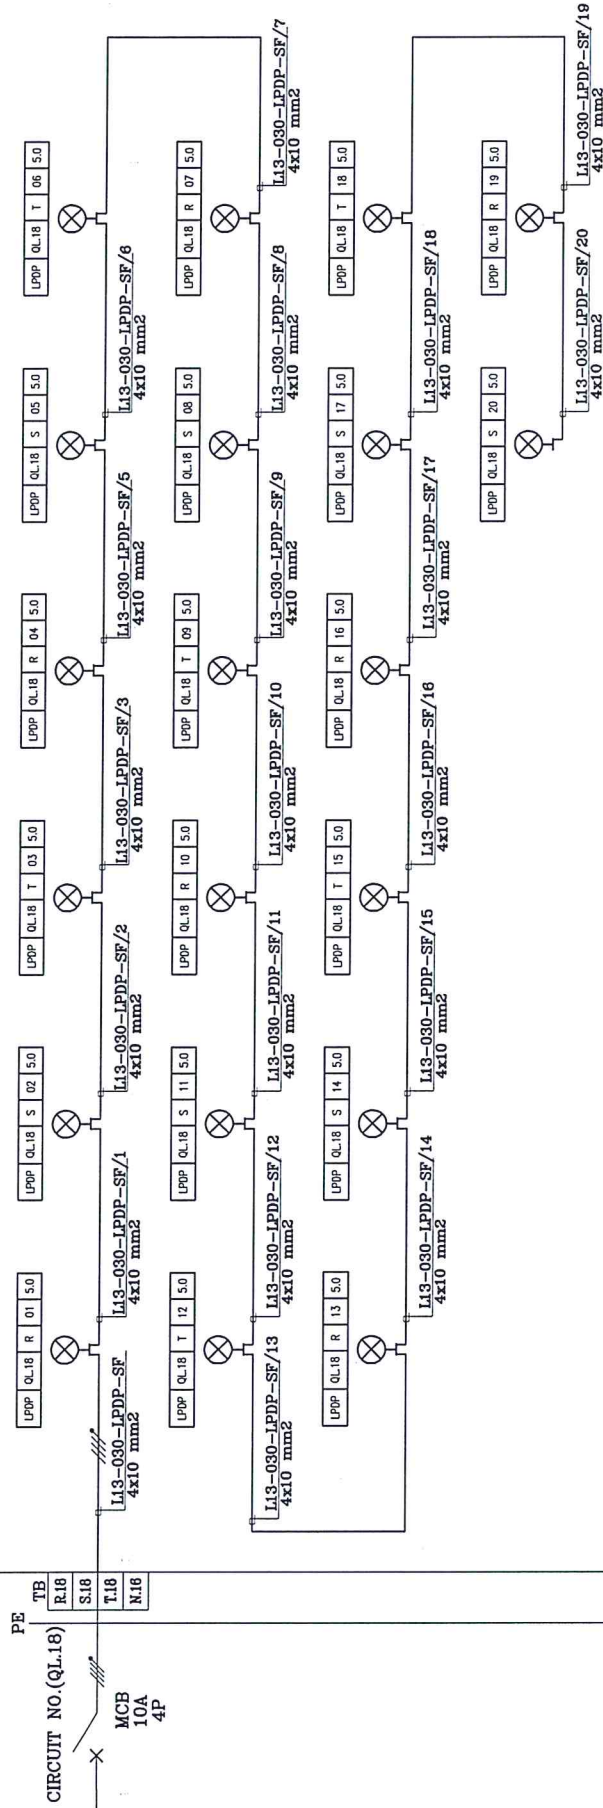 CIRCUIT NO.(QL.18)
MCB
10A
4P
PE
TB
R.18
S.18
T.18
N.18
LPDP QL.18 R 01 5.0
LPDP QL.18 S 02 5.0
LPDP QL.18 T 03 5.0
LPDP QL.18 R 04 5.0
LPDP QL.18 S 05 5.0
LPDP QL.18 T 06 5.0
L13-030-LPDP-SF
4x10 mm2
L13-030-LPDP-SF/1
4x10 mm2
L13-030-LPDP-SF/2
4x10 mm2
L13-030-LPDP-SF/3
4x10 mm2
L13-030-LPDP-SF/5
4x10 mm2
L13-030-LPDP-SF/6
4x10 mm2
LPDP QL.18 T 12 5.0
LPDP QL.18 S 11 5.0
LPDP QL.18 R 10 5.0
LPDP QL.18 T 09 5.0
LPDP QL.18 S 08 5.0
LPDP QL.18 R 07 5.0
L13-030-LPDP-SF/13
4x10 mm2
L13-030-LPDP-SF/12
4x10 mm2
L13-030-LPDP-SF/11
4x10 mm2
L13-030-LPDP-SF/10
4x10 mm2
L13-030-LPDP-SF/9
4x10 mm2
L13-030-LPDP-SF/8
4x10 mm2
L13-030-LPDP-SF/7
4x10 mm2
LPDP QL.18 R 13 5.0
LPDP QL.18 S 14 5.0
LPDP QL.18 T 15 5.0
LPDP QL.18 R 16 5.0
LPDP QL.18 S 17 5.0
LPDP QL.18 T 18 5.0
L13-030-LPDP-SF/14
4x10 mm2
L13-030-LPDP-SF/15
4x10 mm2
L13-030-LPDP-SF/16
4x10 mm2
L13-030-LPDP-SF/17
4x10 mm2
L13-030-LPDP-SF/18
4x10 mm2
LPDP QL.18 S 20 5.0
LPDP QL.18 R 19 5.0
L13-030-LPDP-SF/20
4x10 mm2
L13-030-LPDP-SF/19
4x10 mm2